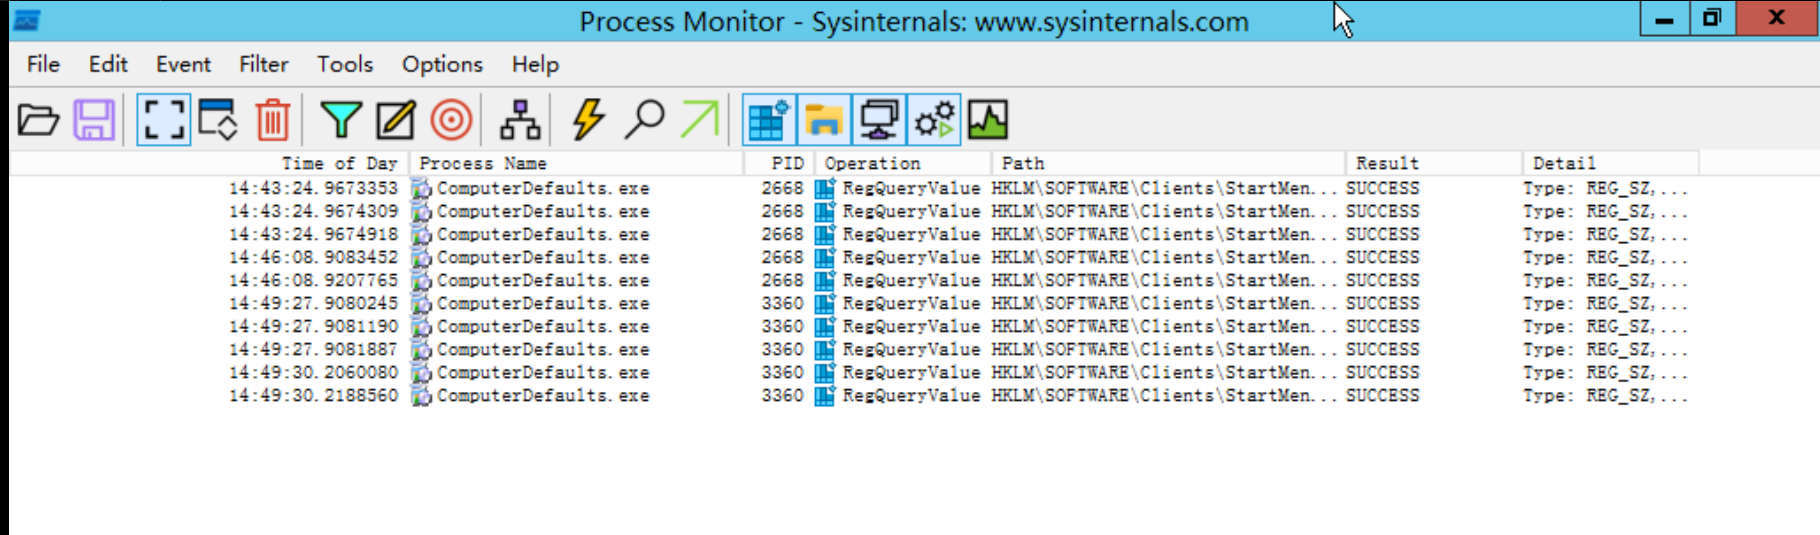 Process Monitor - Sysinternals: www.sysinternals.com
File Edit Event Filter Tools Options Help
Time of Day Process Name PID Operation Path Result Detail
14:43:24.9673353 ComputerDefaults.exe 2668 RegQueryValue HKLM\SOFTWARE\Clients\StartMen... SUCCESS Type: REG_SZ,...
14:43:24.9674309 ComputerDefaults.exe 2668 RegQueryValue HKLM\SOFTWARE\Clients\StartMen... SUCCESS Type: REG_SZ,...
14:43:24.9674918 ComputerDefaults.exe 2668 RegQueryValue HKLM\SOFTWARE\Clients\StartMen... SUCCESS Type: REG_SZ,...
14:46:08.9083452 ComputerDefaults.exe 2668 RegQueryValue HKLM\SOFTWARE\Clients\StartMen... SUCCESS Type: REG_SZ,...
14:46:08.9207765 ComputerDefaults.exe 2668 RegQueryValue HKLM\SOFTWARE\Clients\StartMen... SUCCESS Type: REG_SZ,...
14:49:27.9080245 ComputerDefaults.exe 3360 RegQueryValue HKLM\SOFTWARE\Clients\StartMen... SUCCESS Type: REG_SZ,...
14:49:27.9081190 ComputerDefaults.exe 3360 RegQueryValue HKLM\SOFTWARE\Clients\StartMen... SUCCESS Type: REG_SZ,...
14:49:27.9081887 ComputerDefaults.exe 3360 RegQueryValue HKLM\SOFTWARE\Clients\StartMen... SUCCESS Type: REG_SZ,...
14:49:30.2060080 ComputerDefaults.exe 3360 RegQueryValue HKLM\SOFTWARE\Clients\StartMen... SUCCESS Type: REG_SZ,...
14:49:30.2188560 ComputerDefaults.exe 3360 RegQueryValue HKLM\SOFTWARE\Clients\StartMen... SUCCESS Type: REG_SZ,...